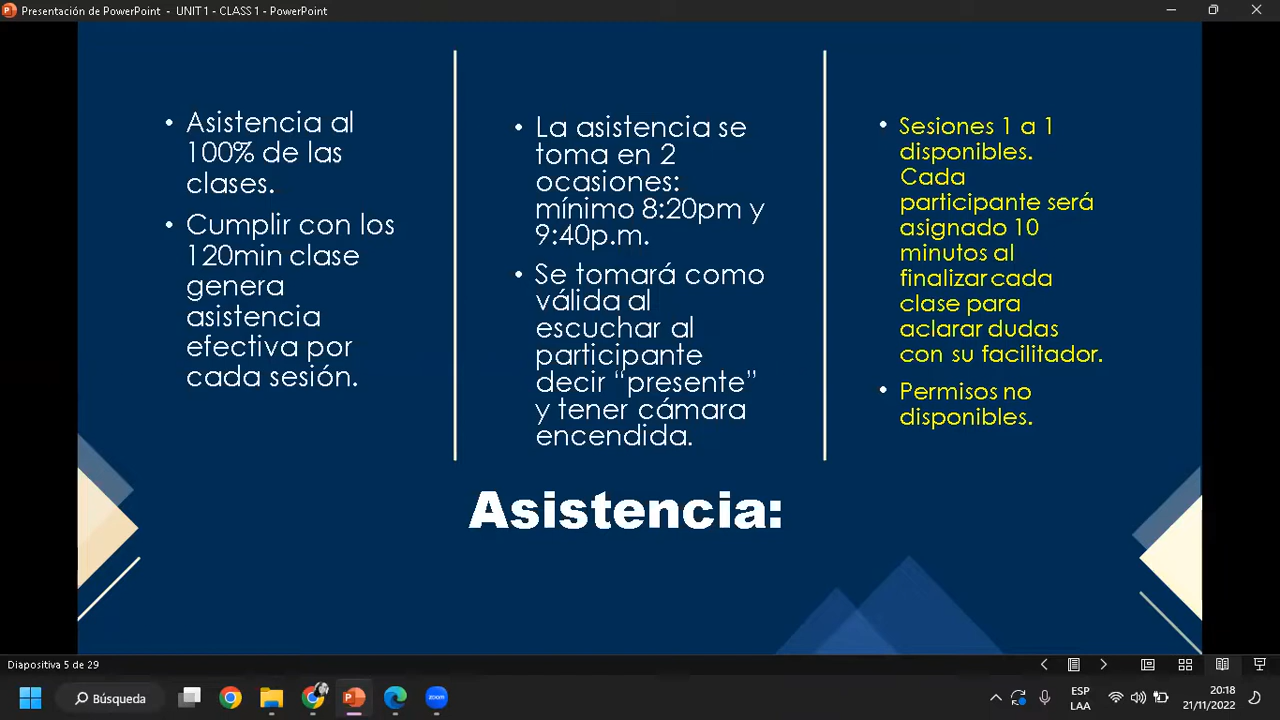 Presentación de PowerPoint - UNIT 1 - CLASS 1 - PowerPoint
• Asistencia al
100% de las
clases.
• Cumplir con los
120min clase
genera
asistencia
efectiva por
cada sesión.
• La asistencia se
toma en 2
ocasiones:
mínimo 8:20pm y
9:40p.m.
• Se tomará como
válida al
escuchar al
participante
decir “presente”
y tener cámara
encendida.
• Sesiones 1 a 1
disponibles.
Cada
participante será
asignado 10
minutos al
finalizar cada
clase para
aclarar dudas
con su facilitador.
• Permisos no
disponibles.
Asistencia:
Diapositiva 5 de 29
Búsqueda
zoom
ESP
LAA
20:18
21/11/2022